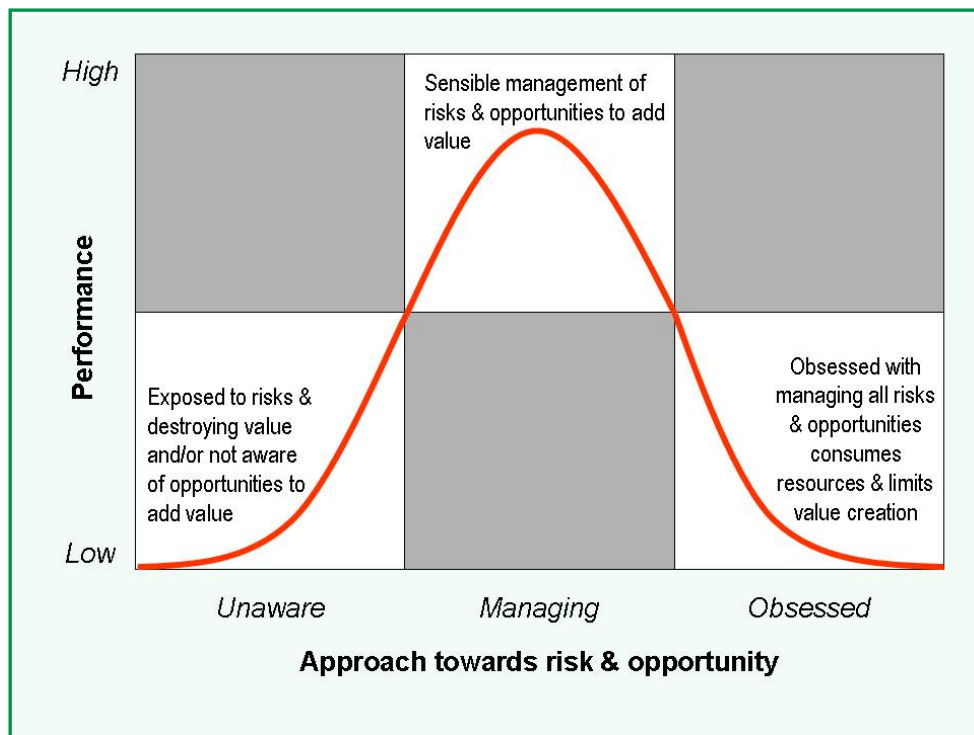 High
Sensible management of
risks & opportunities to add
value
Performance
Exposed to risks &
destroying value
and/or not aware
of opportunities to
add value
Obsessed with
managing all risks
& opportunities
consumes
resources & limits
value creation
Low
Unaware
Managing
Obsessed
Approach towards risk & opportunity